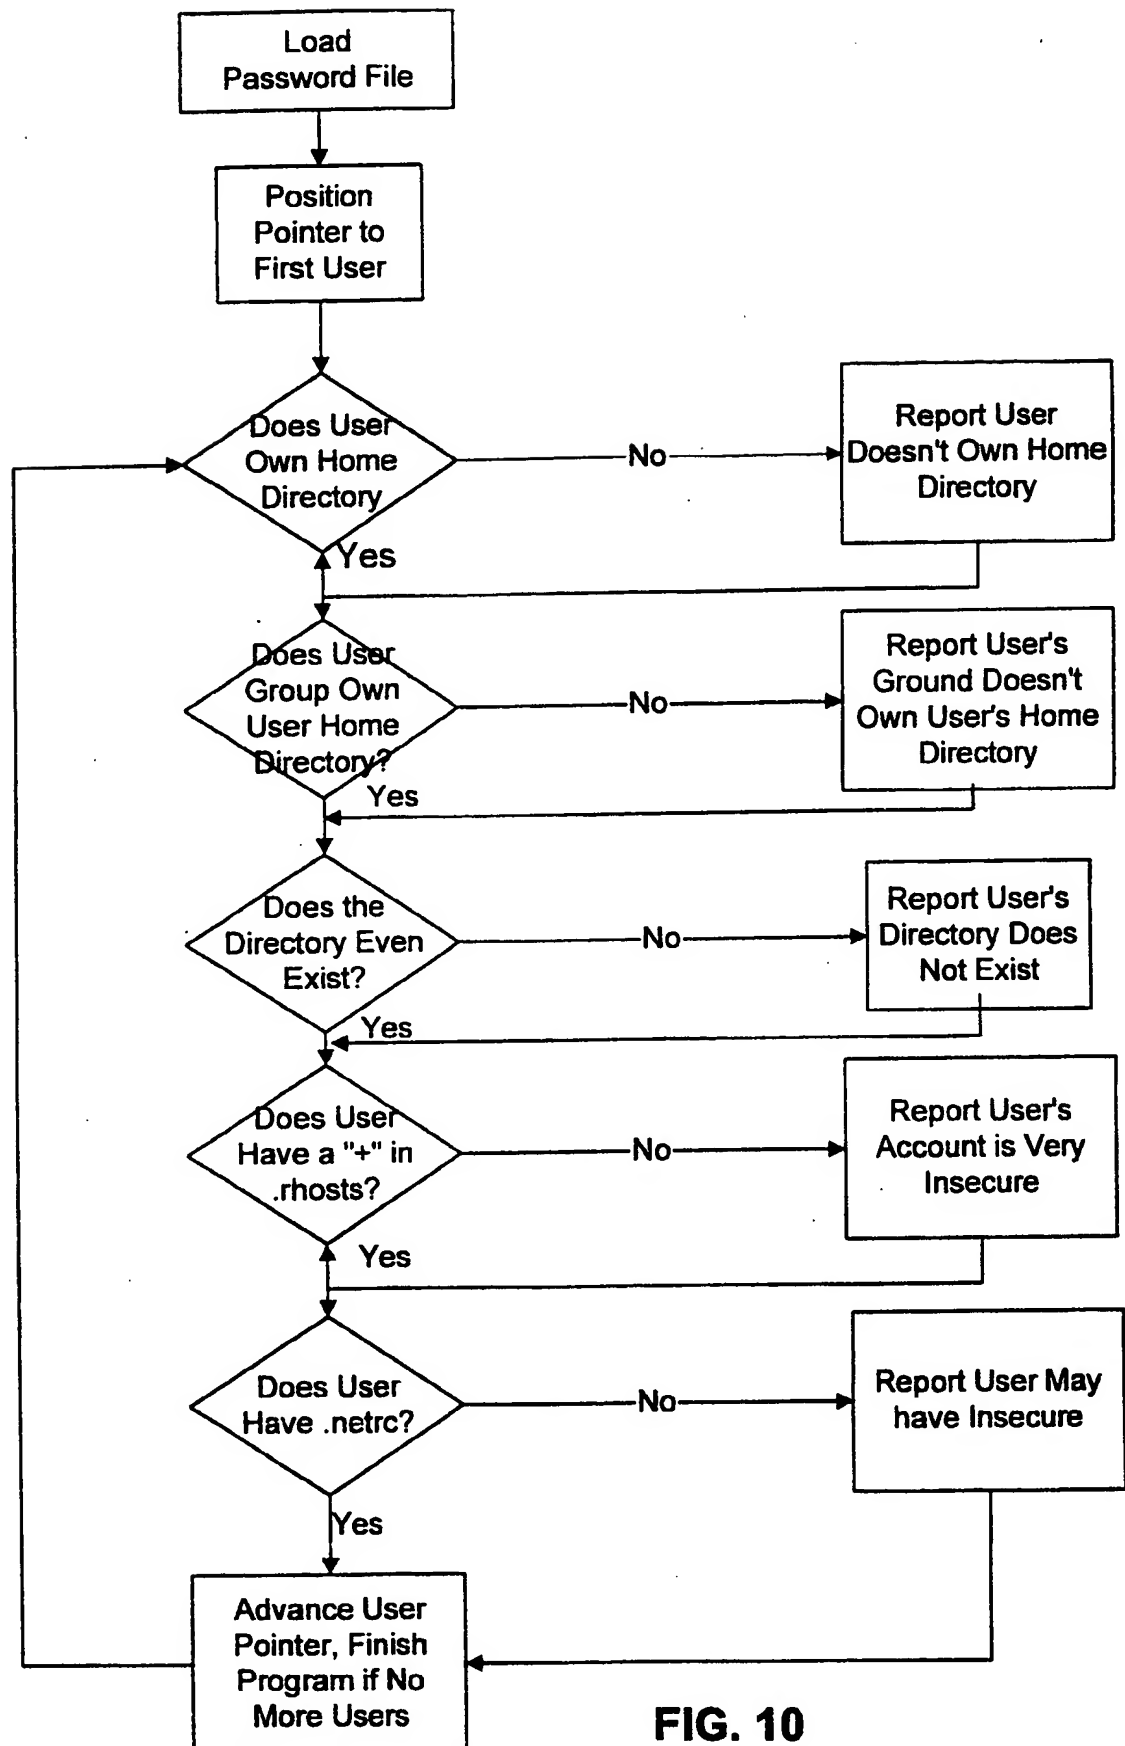 Load
Password File
Position
Pointer to
First User
Does User
Own Home
Directory
No
Report User
Doesn't Own Home
Directory
Yes
Does User
Group Own
User Home
Directory?
No
Report User's
Ground Doesn't
Own User's Home
Directory
Yes
Does the
Directory Even
Exist?
No
Report User's
Directory Does
Not Exist
Yes
Does User
Have a "+" in
.rhosts?
No
Report User's
Account is Very
Insecure
Yes
Does User
Have .netrc?
No
Report User May
have Insecure
Yes
Advance User
Pointer, Finish
Program if No
More Users
FIG. 10